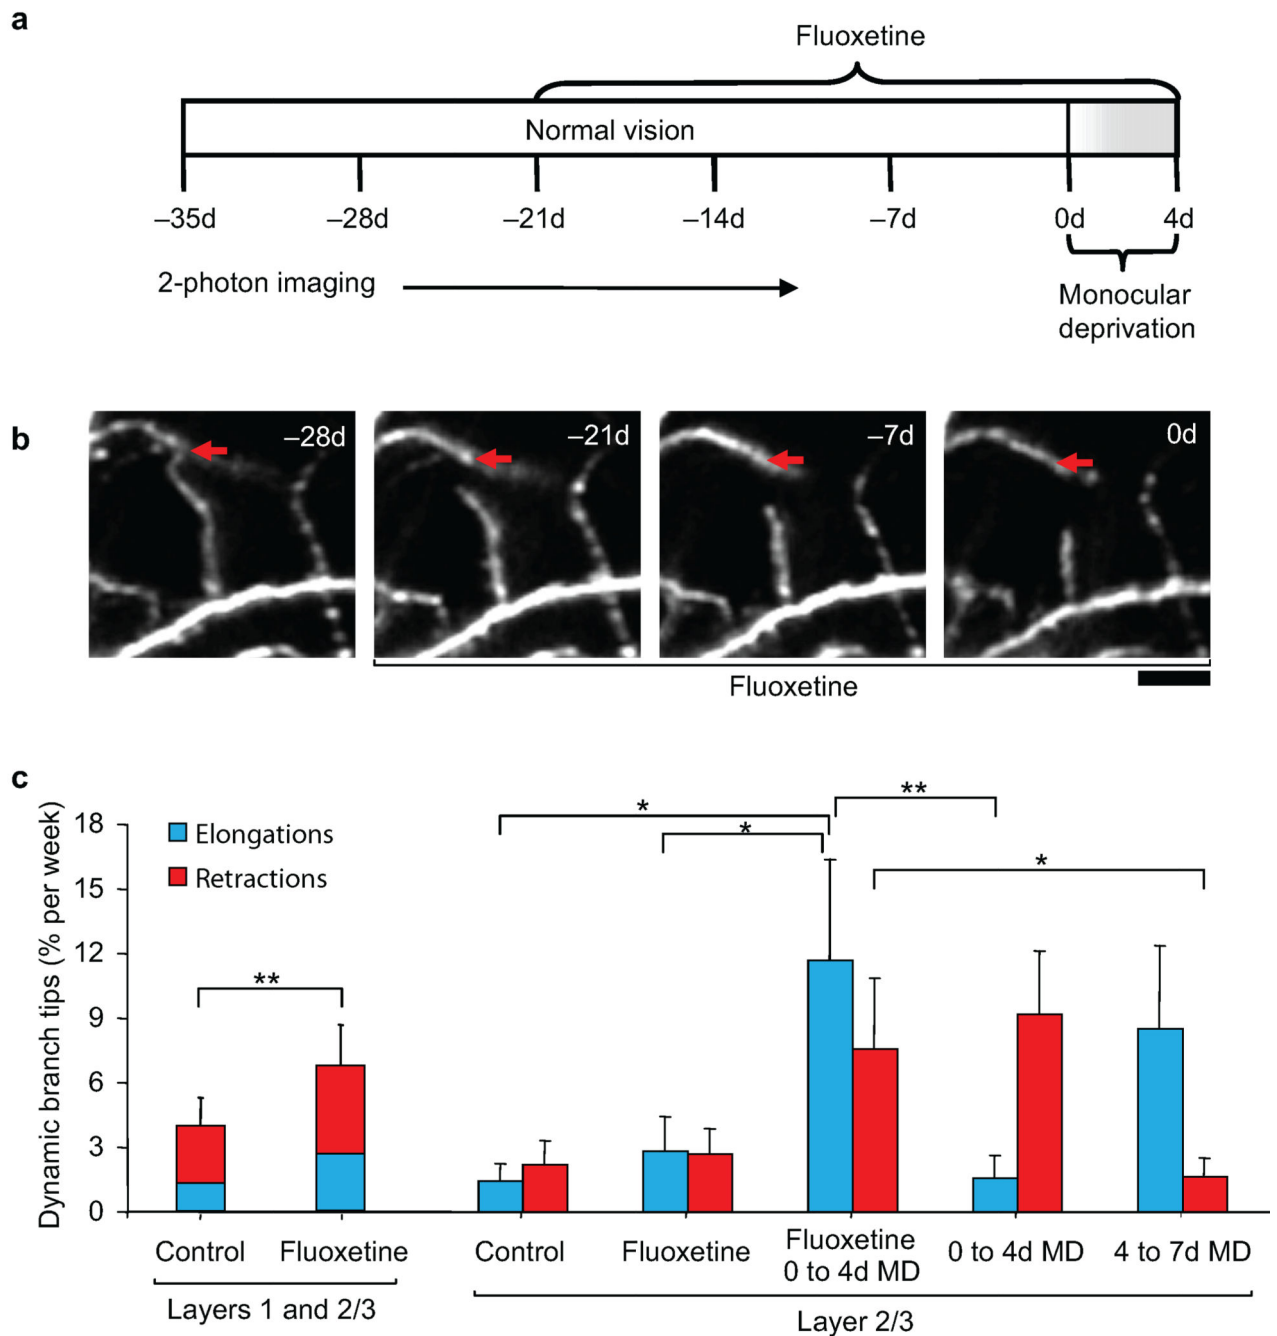 a
Fluoxetine
Normal vision
–35d –28d –21d –14d –7d 0d 4d
2-photon imaging
Monocular
deprivation
b
–28d –21d –7d 0d
Fluoxetine
c
Dynamic branch tips (% per week)
18
15
12
9
6
3
0
Elongations
Retractions
**
*
*
**
*
Control Fluoxetine Control Fluoxetine Fluoxetine 0 to 4d MD 4 to 7d MD
0 to 4d MD
Layers 1 and 2/3
Layer 2/3